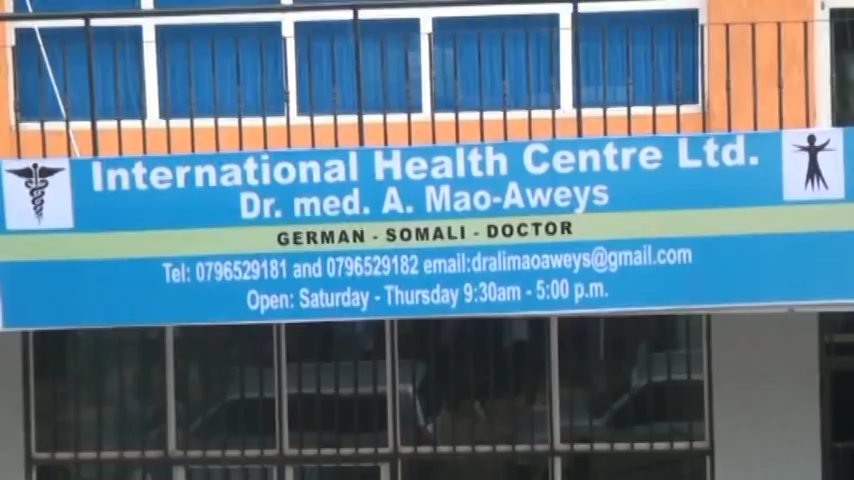 International Health Centre Ltd.
Dr. med. A. Mao-Aweys
GERMAN - SOMALI - DOCTOR
Tel: 0796529181 and 0796529182 email:dralimaoaweys@gmail.com
Open: Saturday - Thursday 9:30am - 5:00 p.m.